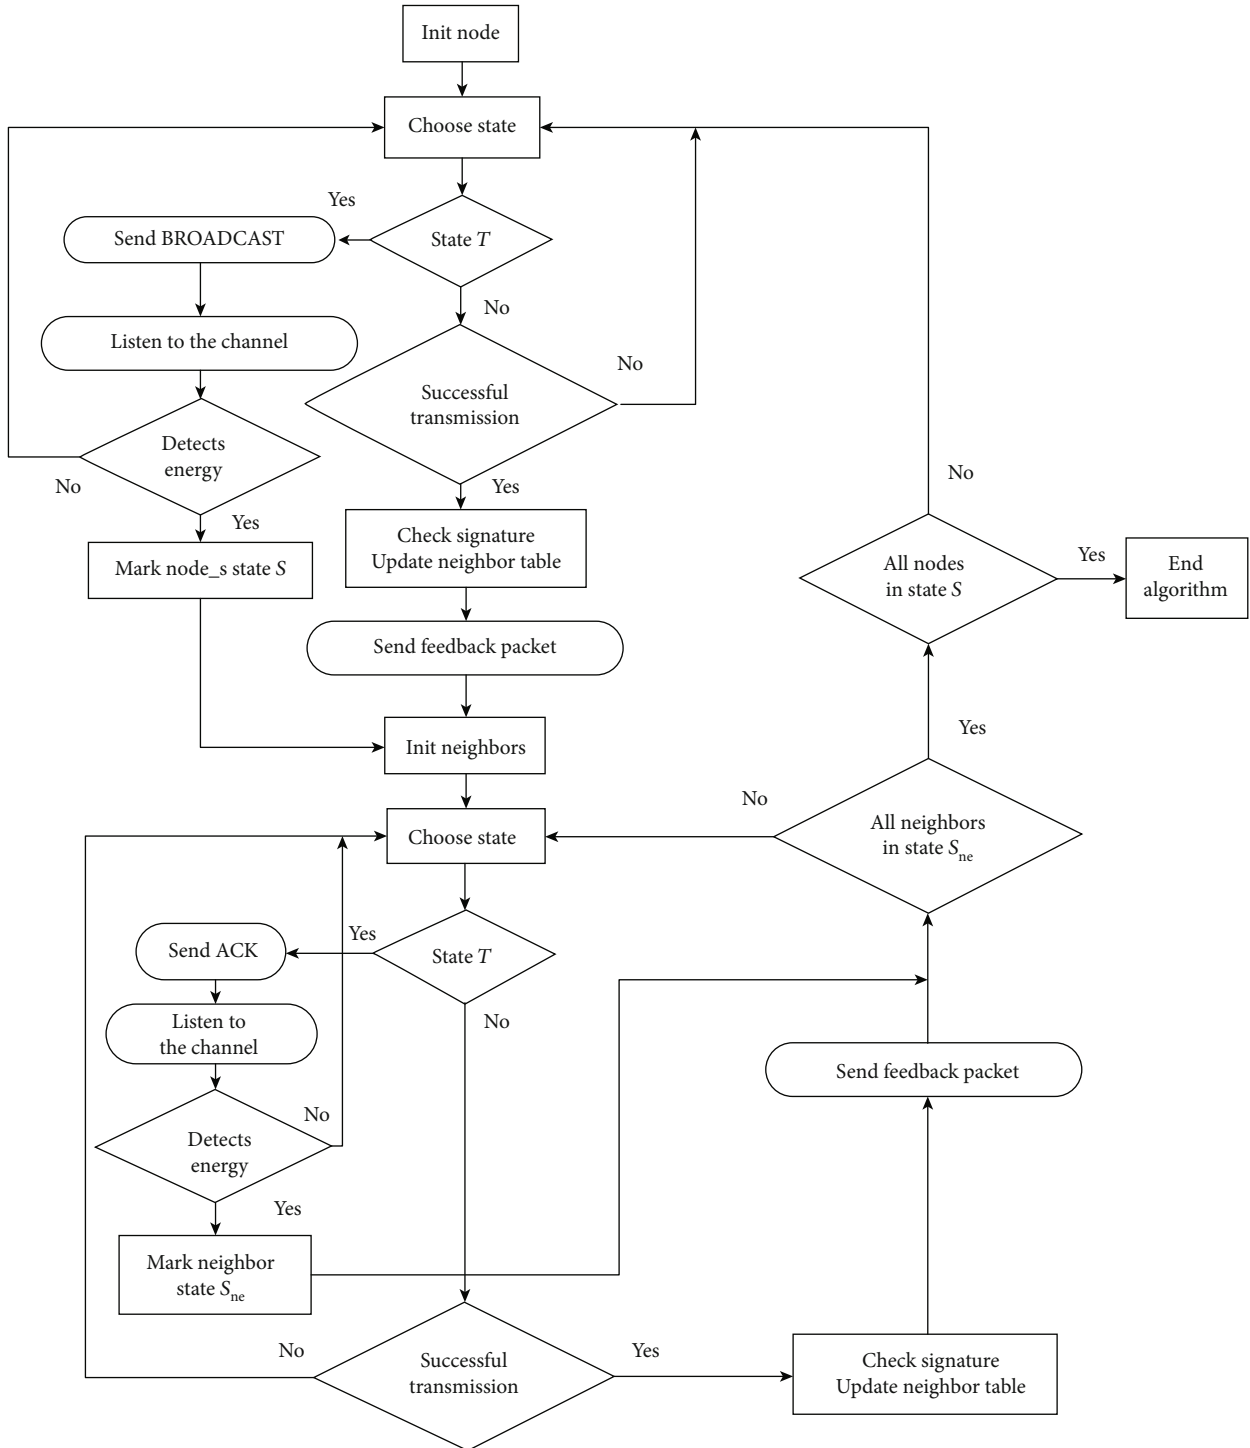 Init node
Choose state
Yes
Send BROADCAST
State T
No
Listen to the channel
No
Successful
transmission
Detects
energy
No
No
Yes
Yes
Check signature
Update neighbor table
All nodes
in state S
Yes
End
algorithm
Mark node_s state S
Send feedback packet
Yes
Init neighbors
No
Choose state
All neighbors
in state Sne
Yes
Send ACK
State T
No
Listen to
the channel
Send feedback packet
No
Detects
energy
Yes
Mark neighbor
state Sne
No
Yes
Successful
transmission
Check signature
Update neighbor table